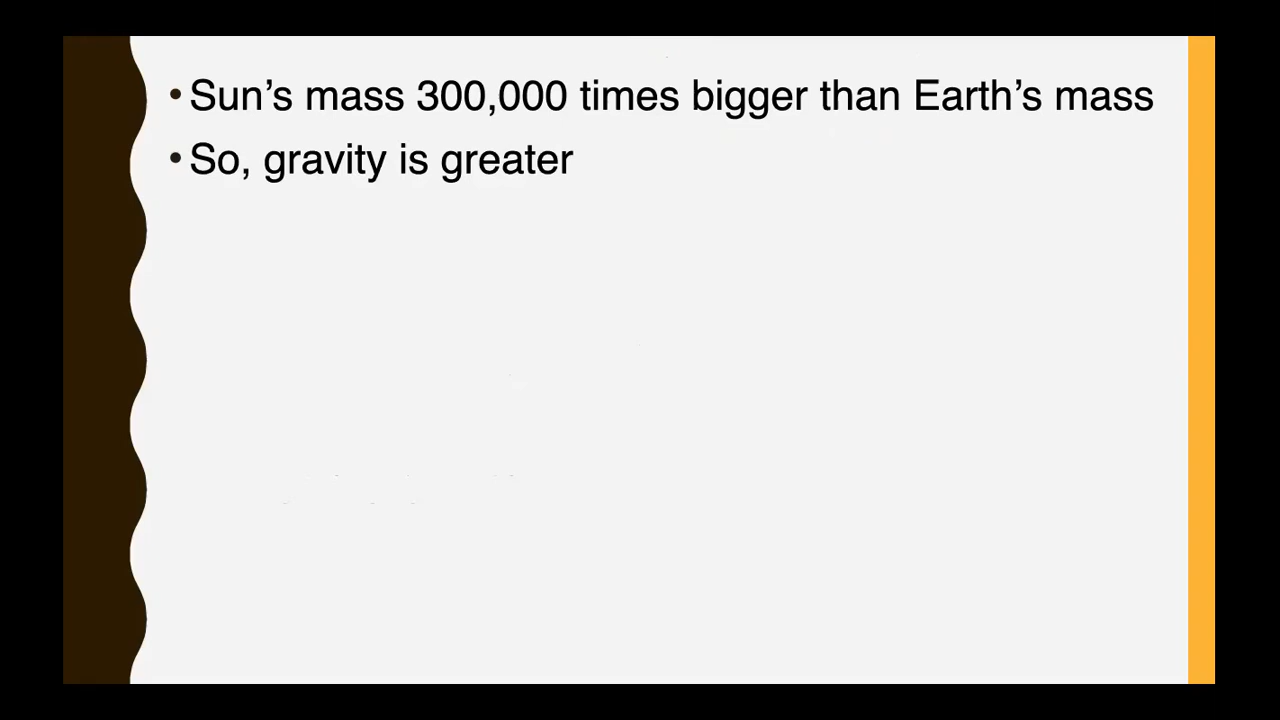 • Sun’s mass 300,000 times bigger than Earth’s mass
• So, gravity is greater